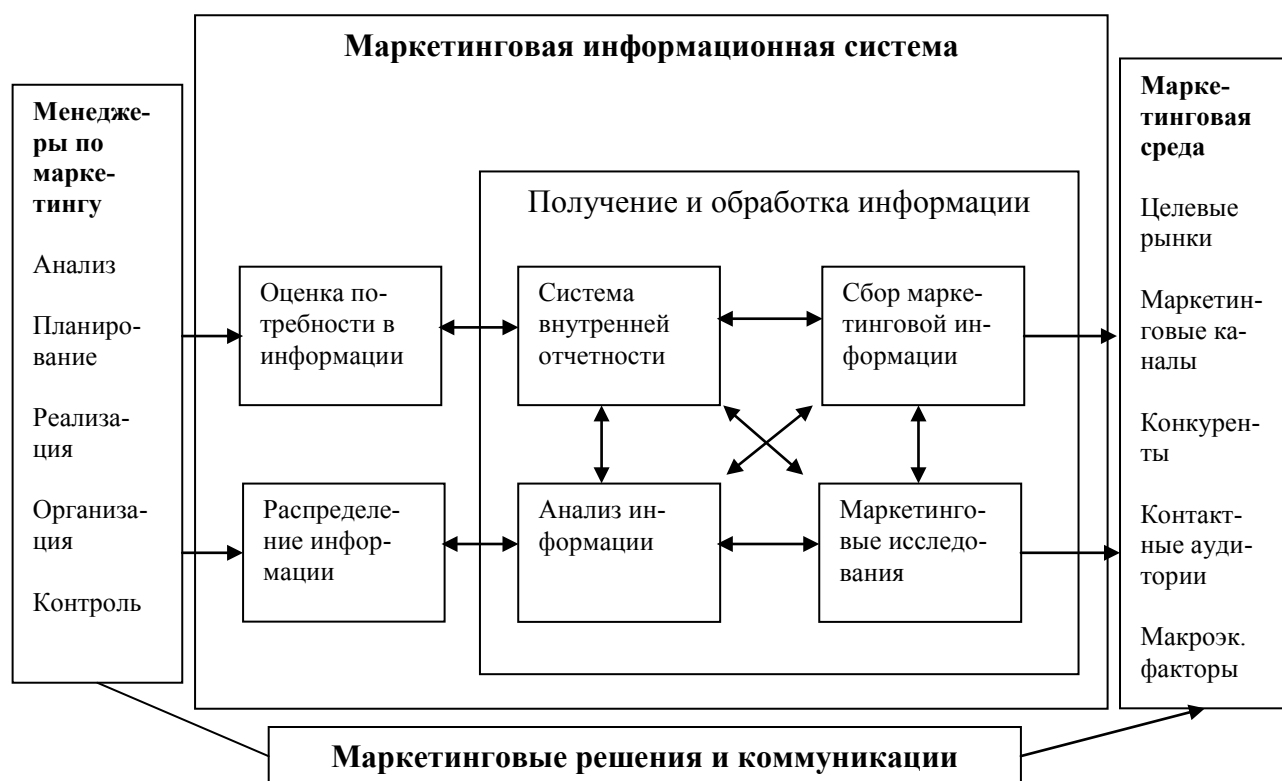 Маркетинговая информационная система
Менедже-
ры по
марке-
тингу
Анализ
Планиро-
вание
Реализа-
ция
Организа-
ция
Контроль
Получение и обработка информации
Оценка по-
требности в
информации
Система
внутренней
отчетности
Сбор марке-
тинговой ин-
формации
Распределе-
ние инфор-
мации
Анализ ин-
формации
Маркетинго-
вые исследо-
вания
Марке-
тинговая
среда
Целевые
рынки
Маркетин-
говые ка-
налы
Конкурен-
ты
Контакт-
ные ауди-
тории
Макроэк.
факторы
Маркетинговые решения и коммуникации